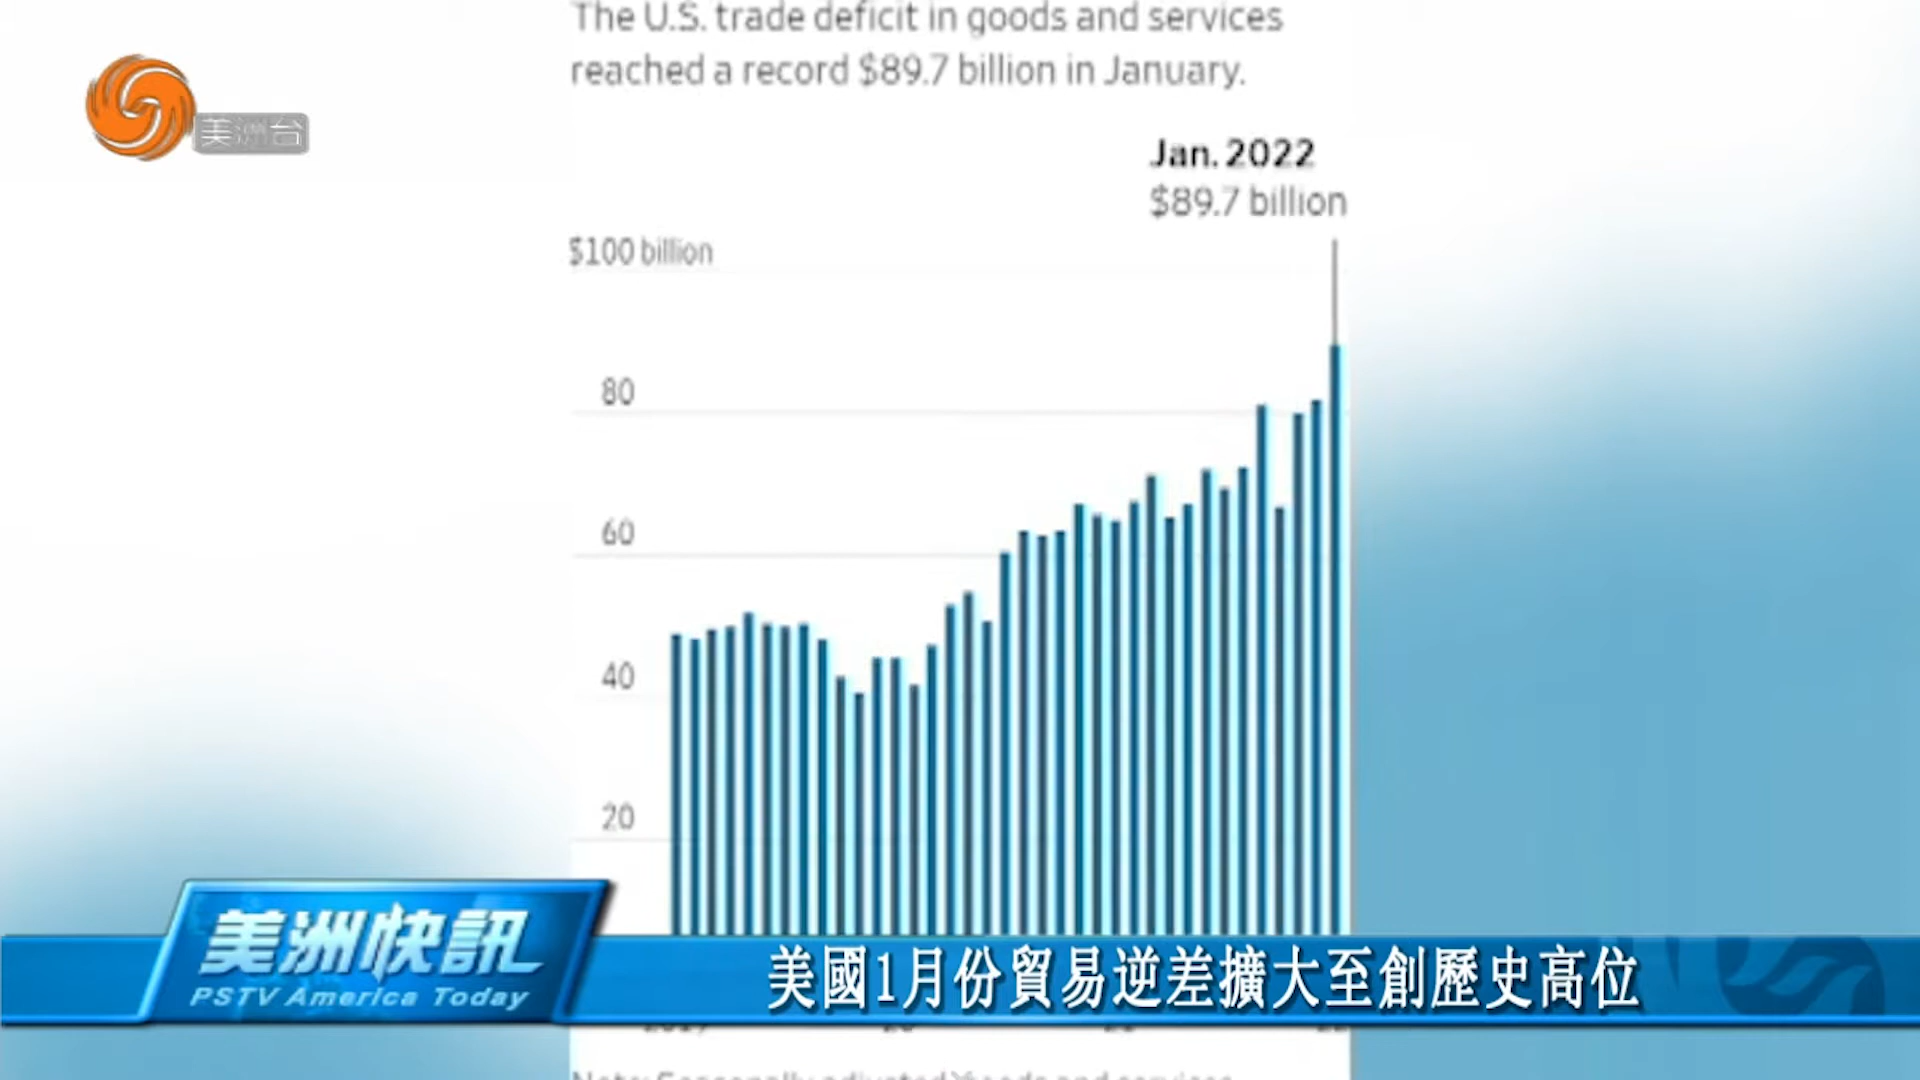 The U.S. trade deficit in goods and services
reached a record $89.7 billion in January.
美洲台
Jan. 2022
$89.7 billion
$100 billion
80
60
40
20
美洲快訊
PSTV America Today
美國1月份貿易逆差擴大至創歷史高位